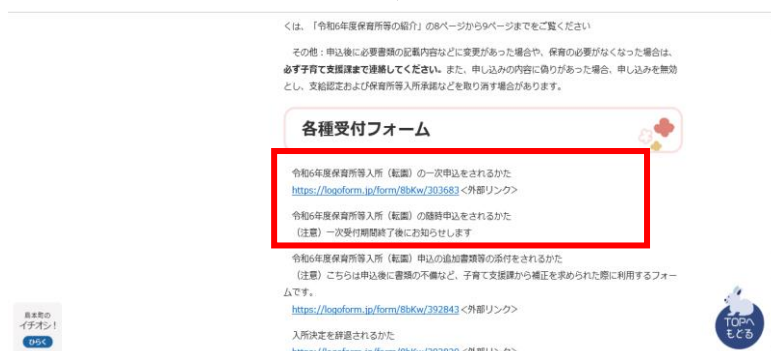 くは、「令和6年度保育所等の紹介」の8ページから9ページまでをご覧ください
その他：申込後に必要書類の記載内容などに変更があった場合や、保育の必要がなくなった場合は、
必ず子育て支援課まで連絡してください。また、申し込みの内容に偽りがあった場合、申し込みを無効
とし、支給認定および保育所等入所承諾などを取り消す場合があります。
各種受付フォーム
令和6年度保育所等入所（転園）の一次申込をされるかた
https://logoform.jp/form/8bKw/303683<外部リンク>
令和6年度保育所等入所（転園）の随時申込をされるかた
（注意）一次受付期間終了後にお知らせします
令和6年度保育所等入所（転園）申込の追加書類等の添付をされるかた
（注意）こちらは申込後に書類の不備など、子育て支援課から補正を求められた際に利用するフォー
ムです。
https://logoform.jp/form/8bKw/392843<外部リンク>
入所決定を辞退されるかた
島本町の
イチオシ！
ひらく
TOPへ
もどる